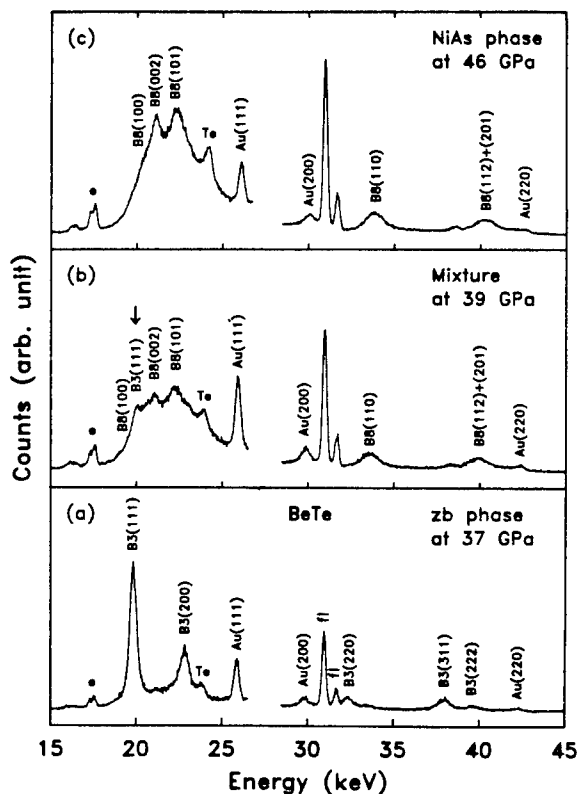 (c)
NiAs phase
at 46 GPa
B8(100)
B8(002)
B8(101)
Te
Au(111)
Au(200)
B8(110)
B8(112)+(201)
Au(220)
(b)
Mixture
at 39 GPa
B8(100)
B3(111)
B8(002)
B8(101)
Te
Au(111)
Au(200)
B8(110)
B8(112)+(201)
Au(220)
(a)
BeTe
zb phase
at 37 GPa
B3(111)
B3(200)
Te
Au(111)
Au(200)
fl
fl
B3(220)
B3(311)
B3(222)
Au(220)
Counts (arb. unit)
15 20 25 30 35 40 45
Energy (keV)